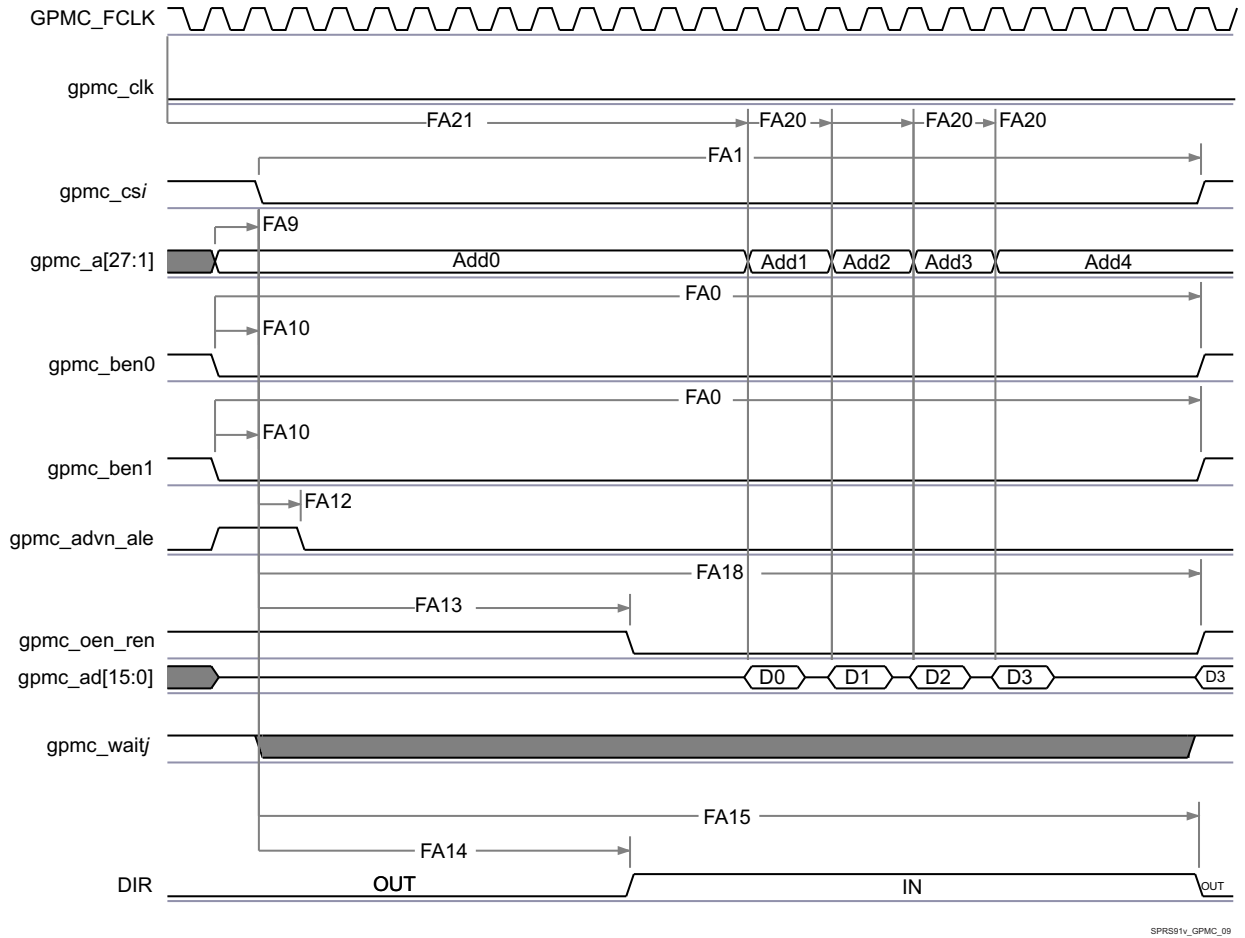 GPMC_FCLK
gpmc_clk
FA21 FA20 FA20 FA20
FA1
gpmc_csi
FA9
gpmc_a[27:1] Add0 Add1 Add2 Add3 Add4
FA0
FA10
gpmc_ben0
FA0
FA10
gpmc_ben1
FA12
gpmc_advn_ale
FA18
FA13
gpmc_oen_ren
gpmc_ad[15:0] D0 D1 D2 D3 D3
gpmc_waitj
FA15
FA14
DIR OUT IN OUT
SPRS91v_GPMC_09